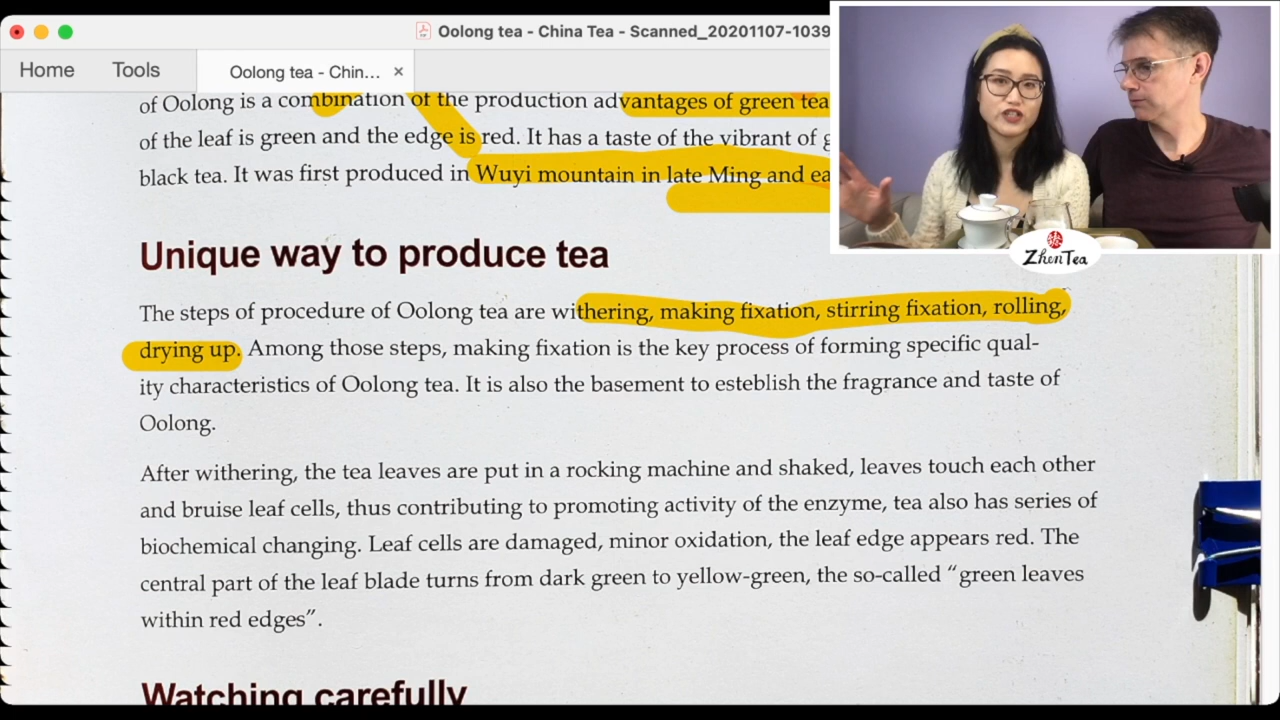 Oolong tea - China Tea - Scanned_20201107-1039
Home
Tools
Oolong tea - Chin...
of Oolong is a combination of the production advantages of green tea
of the leaf is green and the edge is red. It has a taste of the vibrant of g
black tea. It was first produced in Wuyi mountain in late Ming and ea
Zhen Tea
Unique way to produce tea
The steps of procedure of Oolong tea are withering, making fixation, stirring fixation, rolling,
drying up. Among those steps, making fixation is the key process of forming specific qual-
ity characteristics of Oolong tea. It is also the basement to esteblish the fragrance and taste of
Oolong.
After withering, the tea leaves are put in a rocking machine and shaked, leaves touch each other
and bruise leaf cells, thus contributing to promoting activity of the enzyme, tea also has series of
biochemical changing. Leaf cells are damaged, minor oxidation, the leaf edge appears red. The
central part of the leaf blade turns from dark green to yellow-green, the so-called “green leaves
within red edges”.
Watching carefully